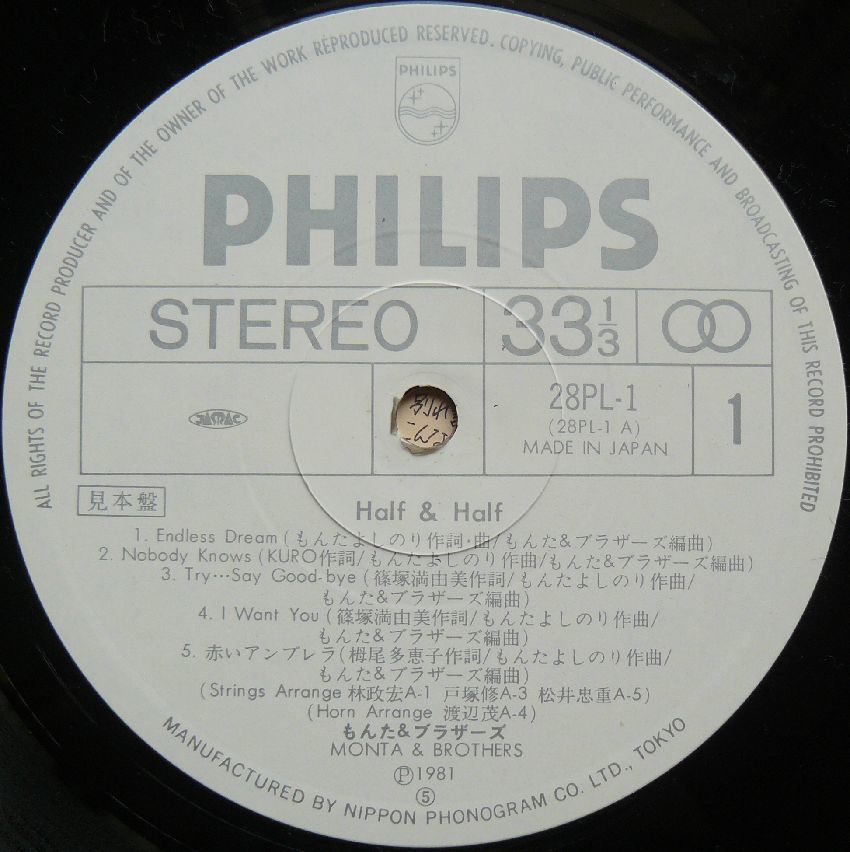 ALL RIGHTS OF THE RECORD PRODUCER AND OF THE OWNER OF THE WORK REPRODUCED RESERVED. COPYING, PUBLIC PERFORMANCE AND BROADCASTING OF THIS RECORD PROHIBITED
PHILIPS
PHILIPS
STEREO 33 1/3
JASRAC 28PL-1 1
(28PL-1 A)
MADE IN JAPAN
見本盤
Half & Half
1. Endless Dream (もんたよしのり作詞・曲/もんた&ブラザーズ編曲)
2. Nobody Knows (KURO作詞/もんたよしのり作曲/もんた&ブラザーズ編曲)
3. Try…Say Good-bye (篠塚満由美作詞/もんたよしのり作曲/
もんた&ブラザーズ編曲)
4. I Want You (篠塚満由美作詞/もんたよしのり作曲/
もんた&ブラザーズ編曲)
5. 赤いアンブレラ(栂尾多恵子作詞/もんたよしのり作曲/
もんた&ブラザーズ編曲)
(Strings Arrange 林政宏A-1 戸塚修A-3 松井忠重A-5)
(Horn Arrange 渡辺茂A-4)
もんた&ブラザーズ
MONTA & BROTHERS
Ⓟ1981
⑤
MANUFACTURED BY NIPPON PHONOGRAM CO. LTD., TOKYO